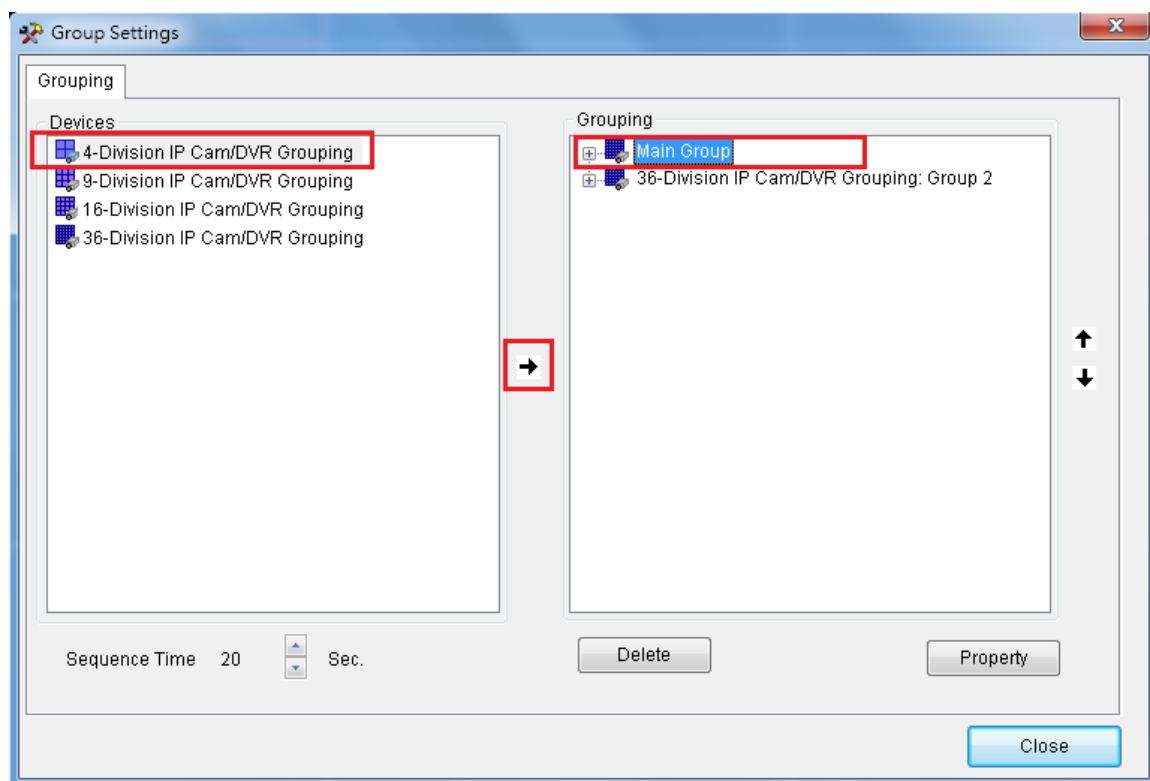 Group Settings
Grouping
Devices
4-Division IP Cam/DVR Grouping
9-Division IP Cam/DVR Grouping
16-Division IP Cam/DVR Grouping
36-Division IP Cam/DVR Grouping
Grouping
Main Group
36-Division IP Cam/DVR Grouping: Group 2
Sequence Time 20 Sec.
Delete
Property
Close